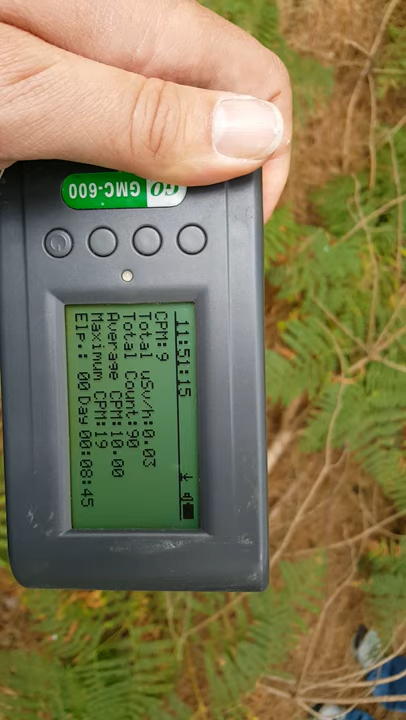 GO GMC-600
11:51:15
CPM:9
Total uSv/h:0.03
Total Count:90
Average CPM:10.00
Maximum CPM:19
Elp.: 00 Day 00:08:45